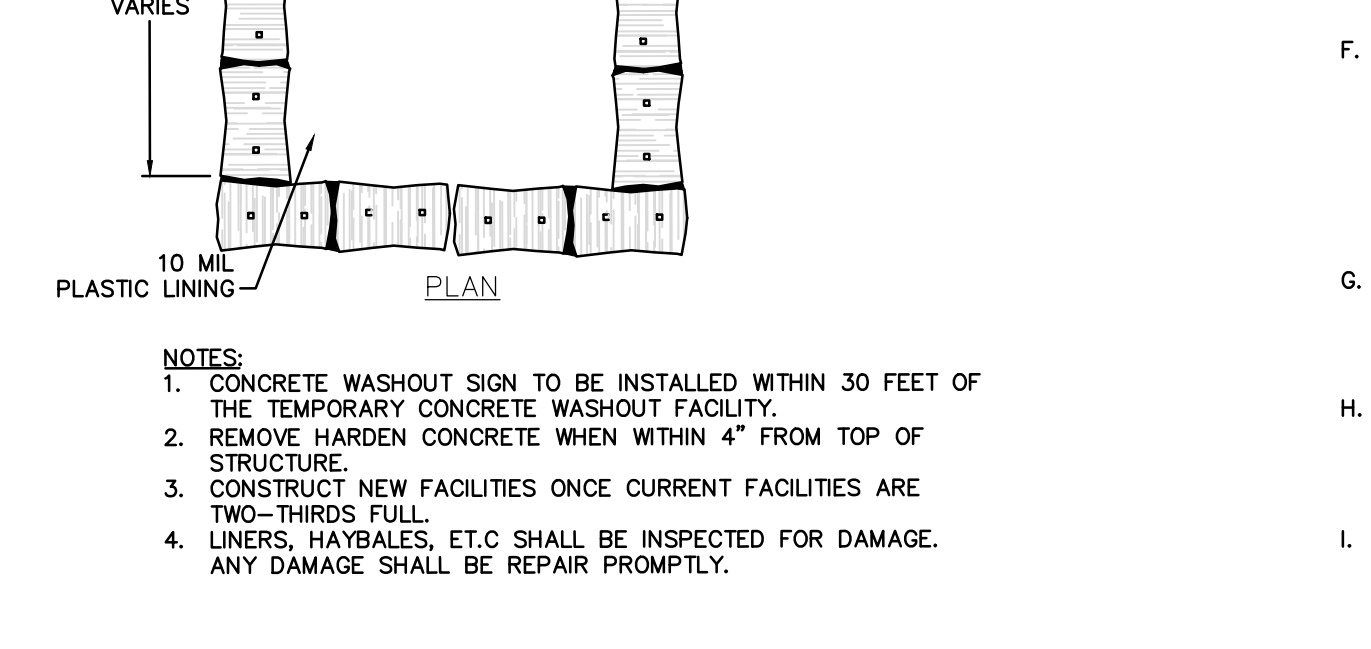 VARIES
10 MIL
PLASTIC LINING
PLAN
NOTES:
1. CONCRETE WASHOUT SIGN TO BE INSTALLED WITHIN 30 FEET OF
THE TEMPORARY CONCRETE WASHOUT FACILITY.
2. REMOVE HARDEN CONCRETE WHEN WITHIN 4” FROM TOP OF
STRUCTURE.
3. CONSTRUCT NEW FACILITIES ONCE CURRENT FACILITIES ARE
TWO–THIRDS FULL.
4. LINERS, HAYBALES, ET.C SHALL BE INSPECTED FOR DAMAGE.
ANY DAMAGE SHALL BE REPAIR PROMPTLY.
F.
G.
H.
I.